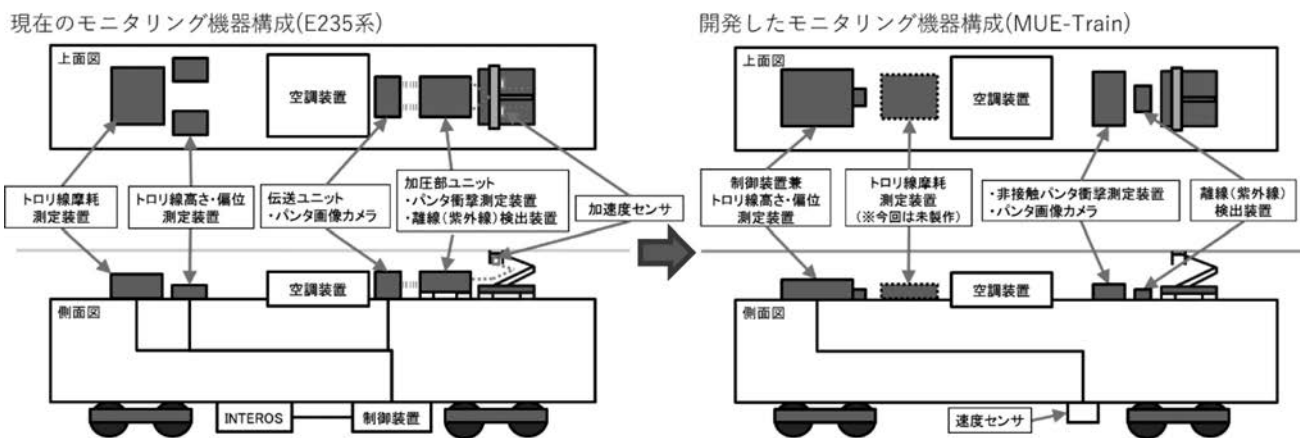 現在のモニタリング機器構成(E235系)
上面図
空調装置
トロリ線摩耗
測定装置
トロリ線高さ・偏位
測定装置
伝送ユニット
・パンタ画像カメラ
加圧部ユニット
・パンタ衝撃測定装置
・離線(紫外線)検出装置
加速度センサ
空調装置
側面図
INTEROS
制御装置
開発したモニタリング機器構成(MUE-Train)
上面図
空調装置
制御装置兼
トロリ線高さ・偏位
測定装置
トロリ線摩耗
測定装置
(※今回は未製作)
・非接触パンタ衝撃測定装置
・パンタ画像カメラ
離線(紫外線)
検出装置
空調装置
側面図
速度センサ